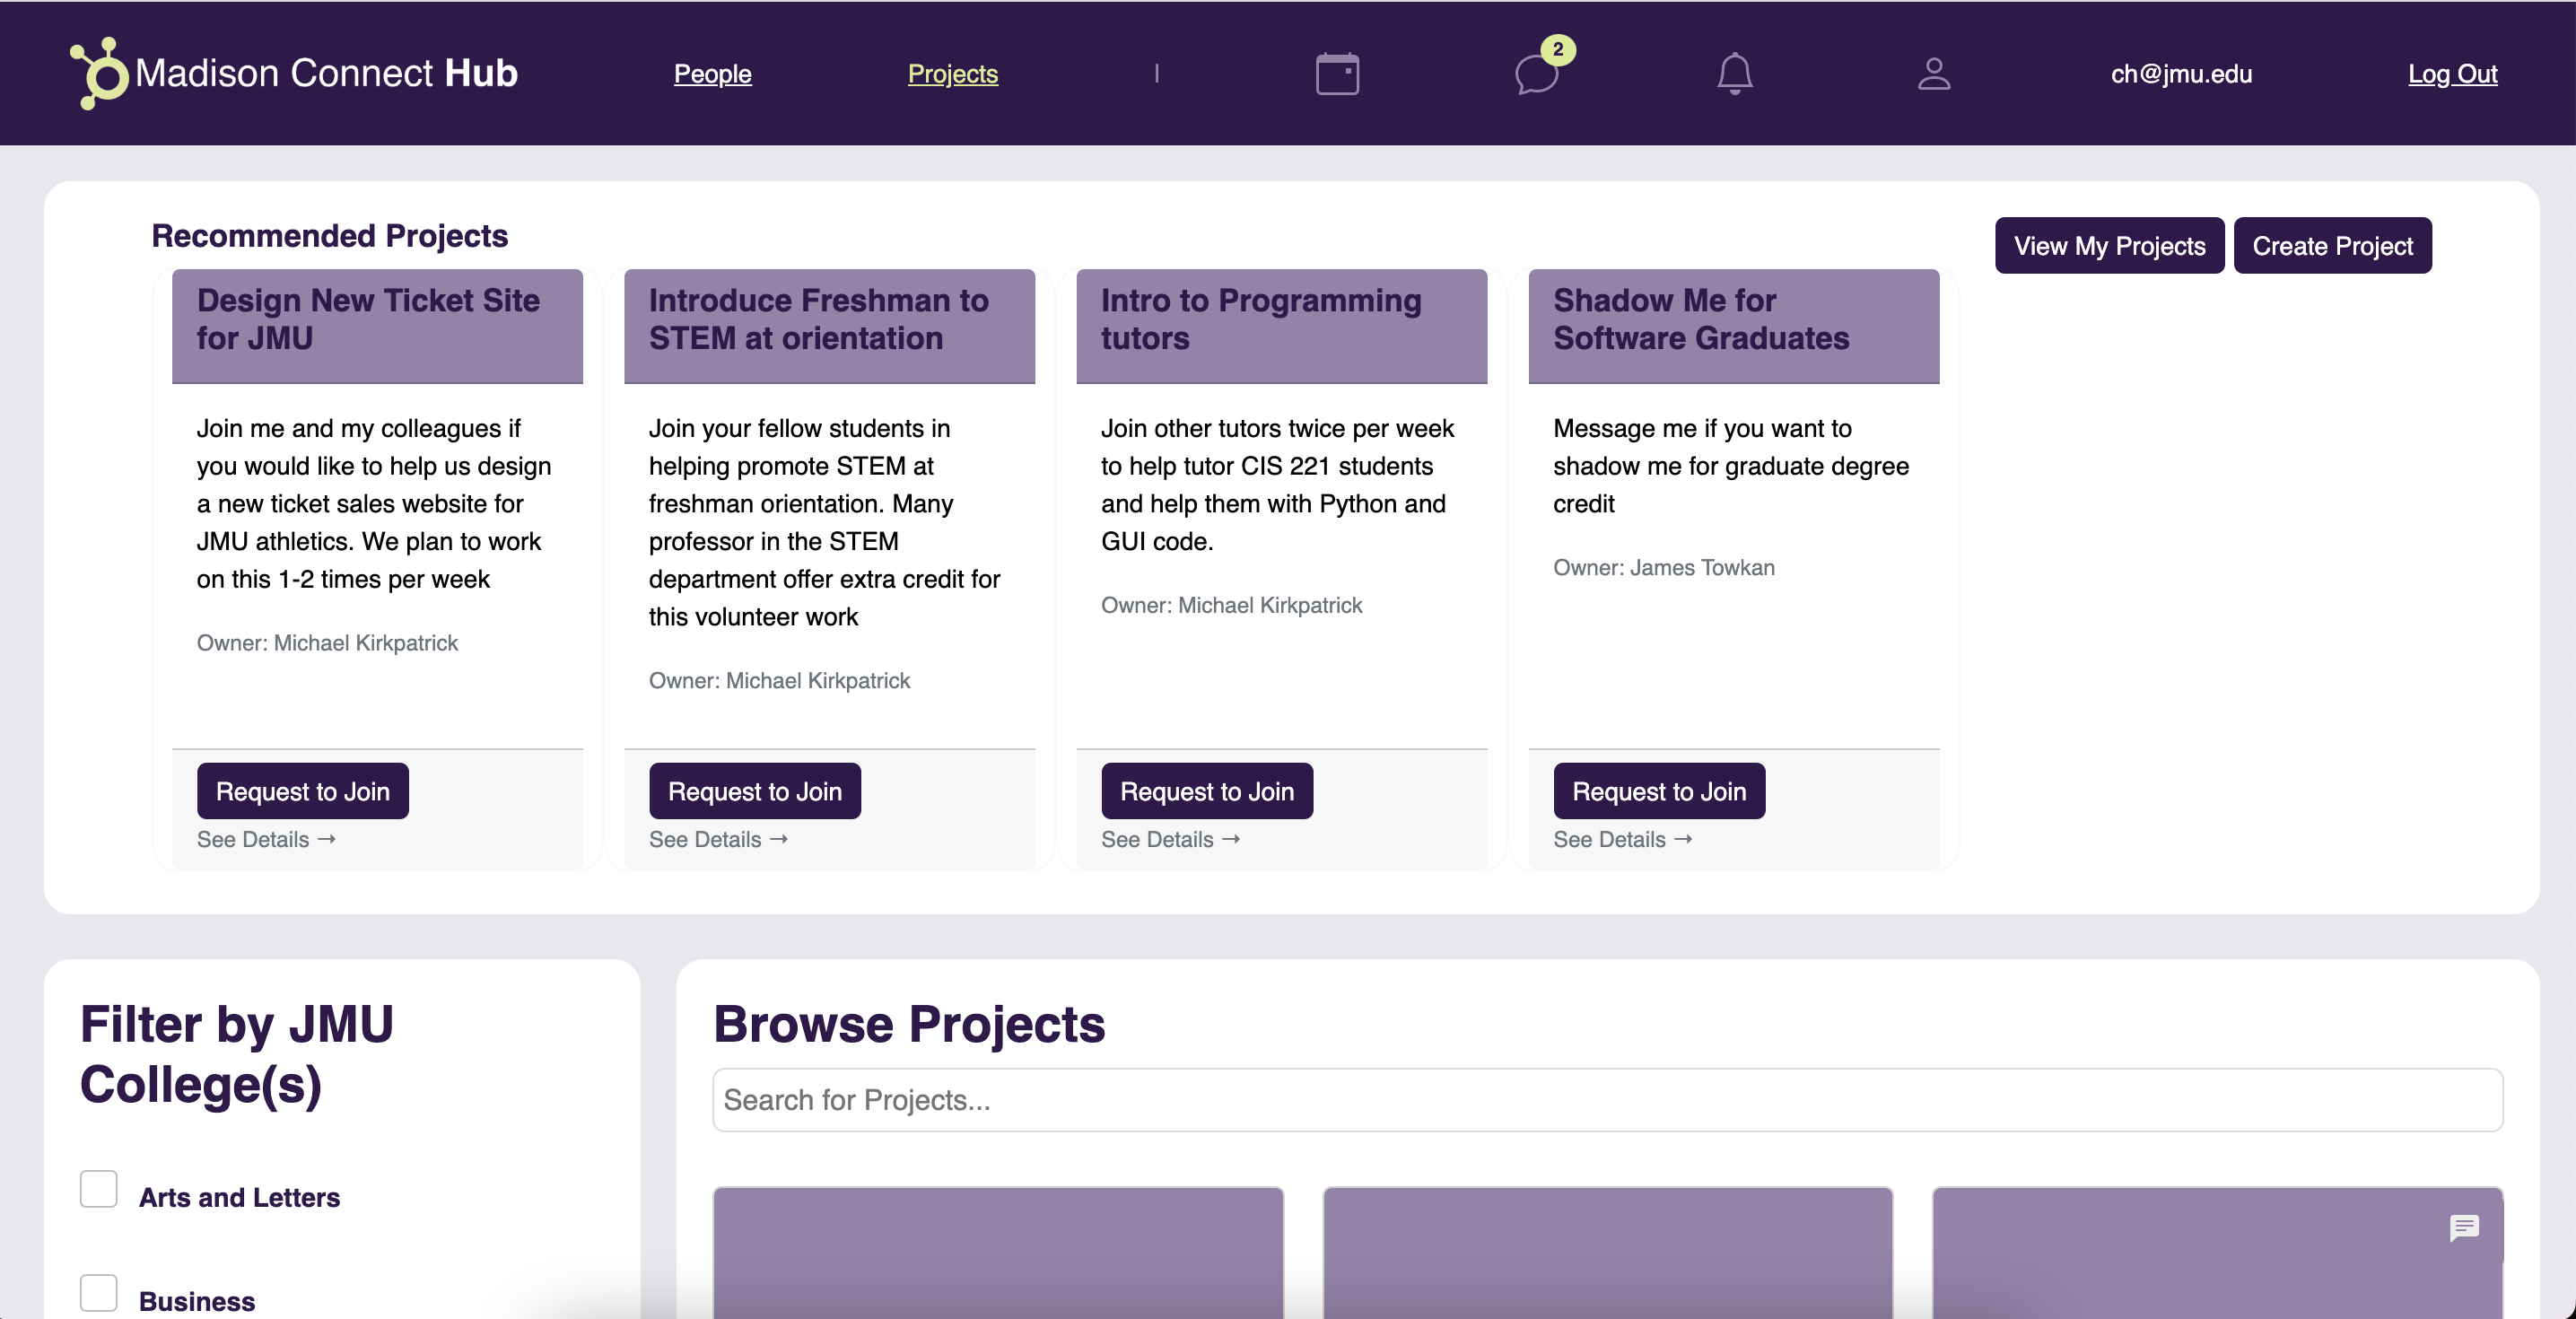 Madison Connect Hub
People
Projects
|
2
ch@jmu.edu
Log Out
Recommended Projects
View My Projects
Create Project
Design New Ticket Site
for JMU
Join me and my colleagues if
you would like to help us design
a new ticket sales website for
JMU athletics. We plan to work
on this 1-2 times per week
Owner: Michael Kirkpatrick
Request to Join
See Details →
Introduce Freshman to
STEM at orientation
Join your fellow students in
helping promote STEM at
freshman orientation. Many
professor in the STEM
department offer extra credit for
this volunteer work
Owner: Michael Kirkpatrick
Request to Join
See Details →
Intro to Programming
tutors
Join other tutors twice per week
to help tutor CIS 221 students
and help them with Python and
GUI code.
Owner: Michael Kirkpatrick
Request to Join
See Details →
Shadow Me for
Software Graduates
Message me if you want to
shadow me for graduate degree
credit
Owner: James Towkan
Request to Join
See Details →
Filter by JMU
College(s)
Arts and Letters
Business
Browse Projects
Search for Projects...